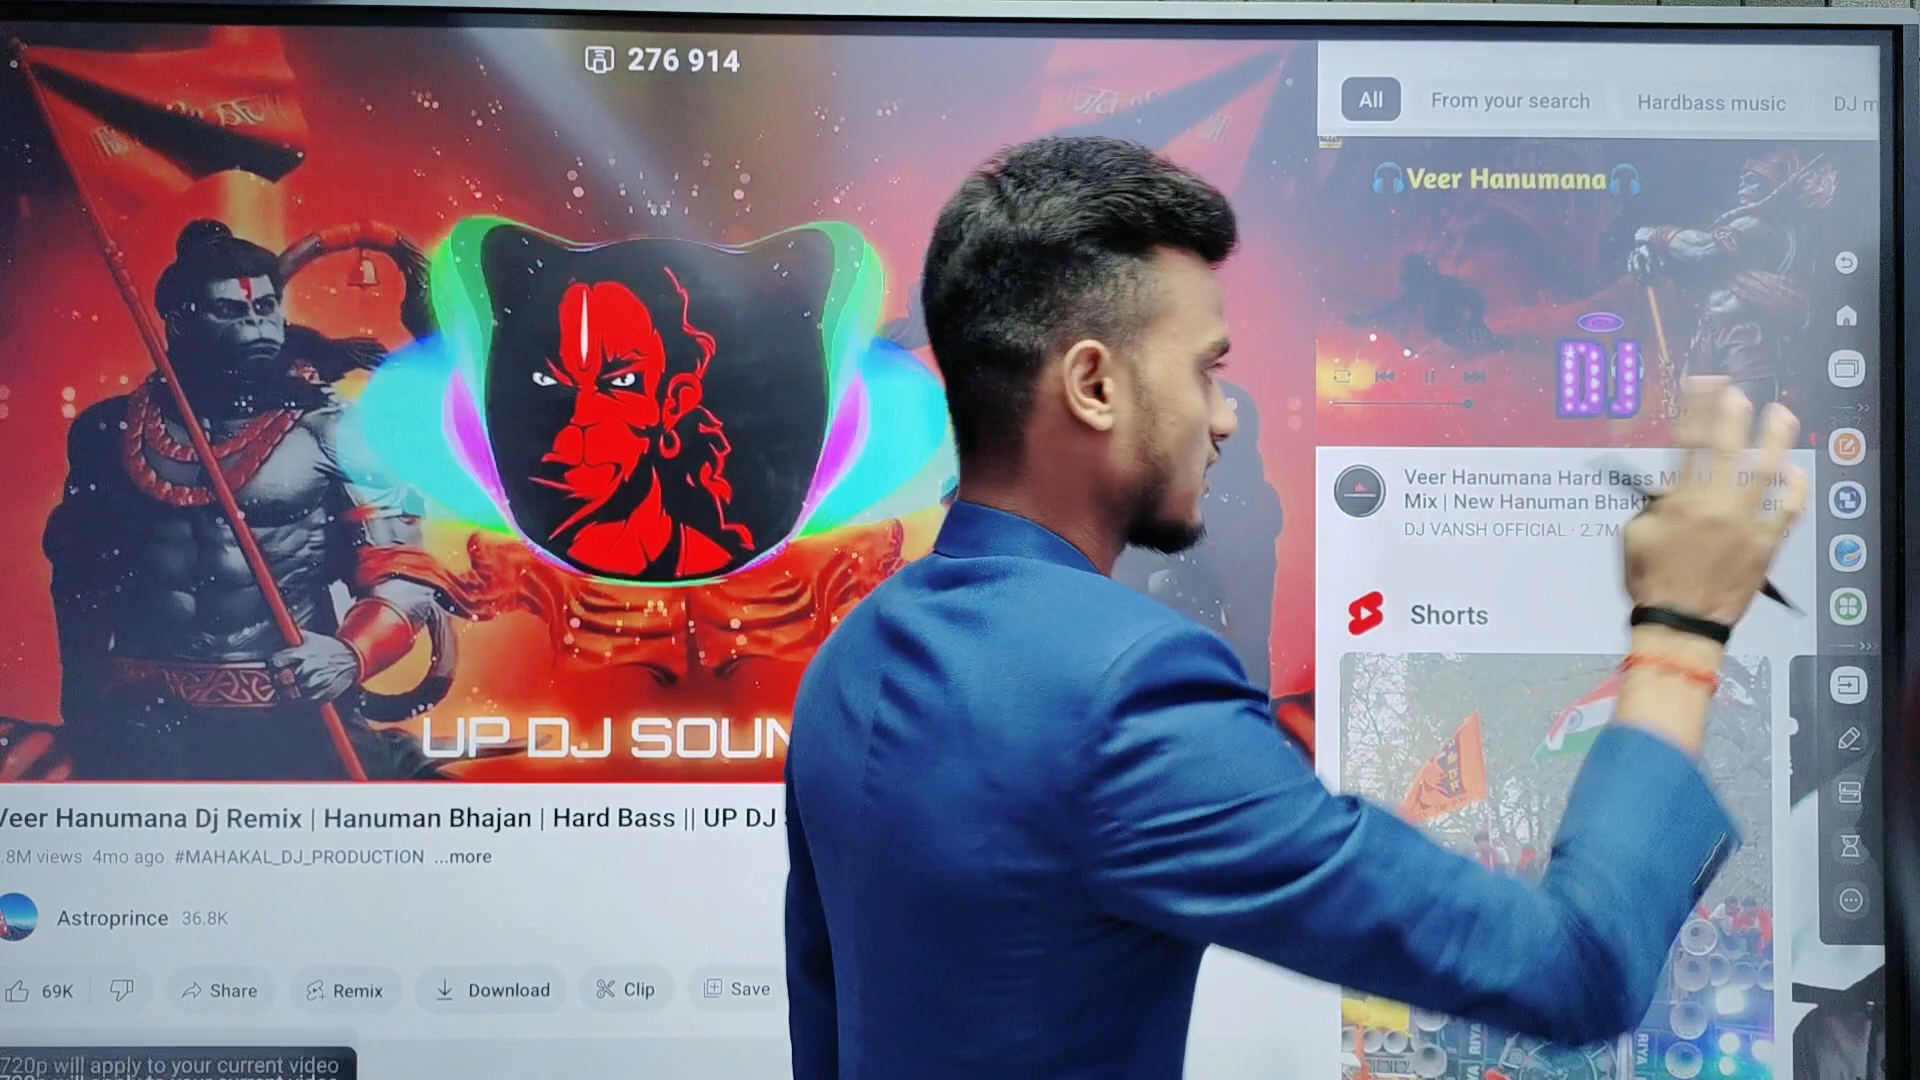 276 914
All From your search Hardbass music DJ m
Veer Hanumana
DJ
UP DJ SOUN
Veer Hanumana Hard Bass
Mix | New Hanuman Bhakt
DJ VANSH OFFICIAL · 2.7M
Shorts
Veer Hanumana Dj Remix | Hanuman Bhajan | Hard Bass || UP DJ
.8M views 4mo ago #MAHAKAL_DJ_PRODUCTION ...more
Astroprince 36.8K
69K Share Remix Download Clip Save
720p will apply to your current video